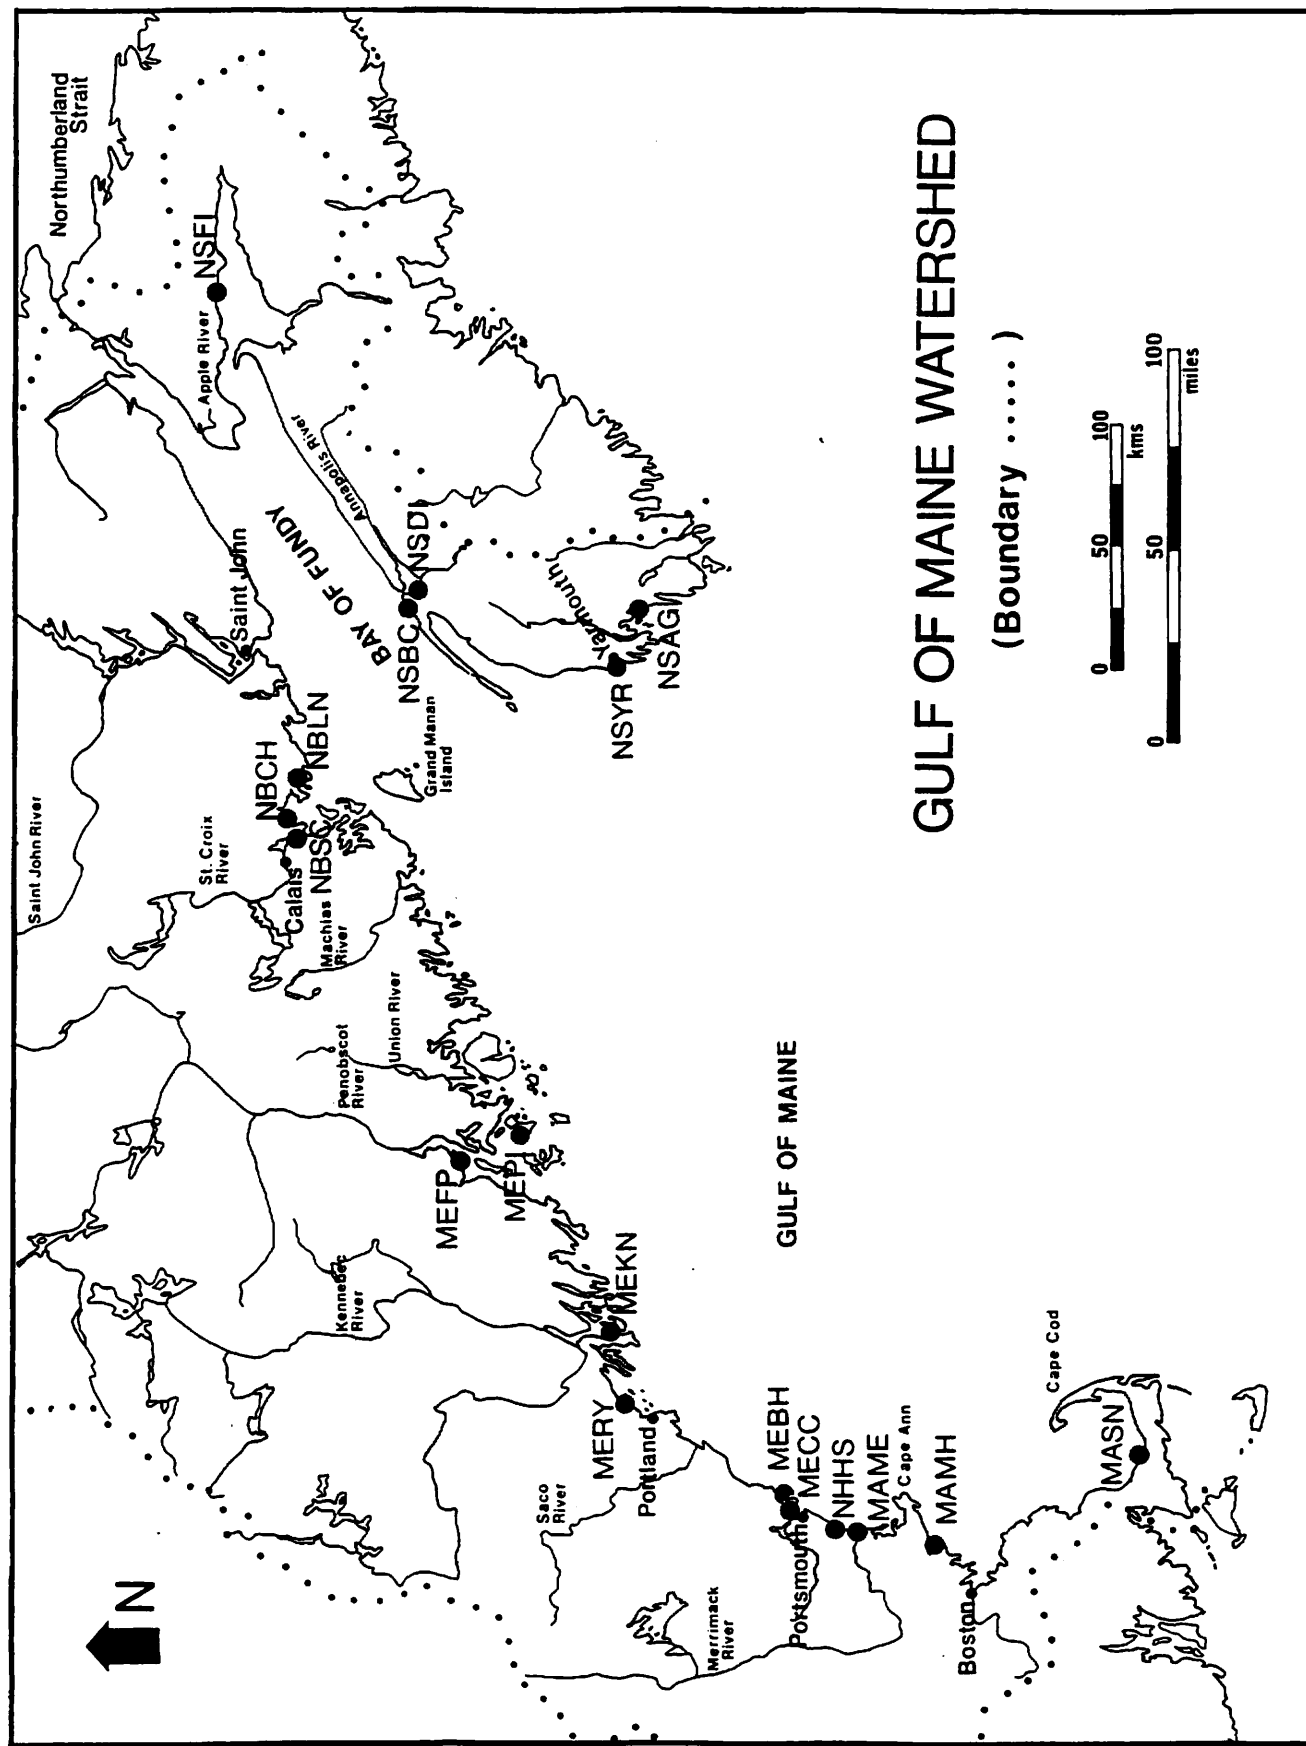 Northumberland
Strait
NSFI
Apple River
Annapolis River
BAY OF FUNDY
Saint John
NSDI
NSBC
Yarmouth
NSAG
NSYR
Grand Manan
Island
NBLN
NBCH
NBSC
Calais
St. Croix
River
Saint John River
Machias
River
Union River
Penobscot
River
MEFP
MEPI
Kennebec
River
MEKN
MERY
Portland
Saco
River
MEBH
MECC
Portsmouth
NHHS
MAME
Cape Ann
MAMH
Merrimack
River
Boston
Cape Cod
MASN
GULF OF MAINE
N
GULF OF MAINE WATERSHED
(Boundary ......)
0 50 100
kms
0 50 100
miles